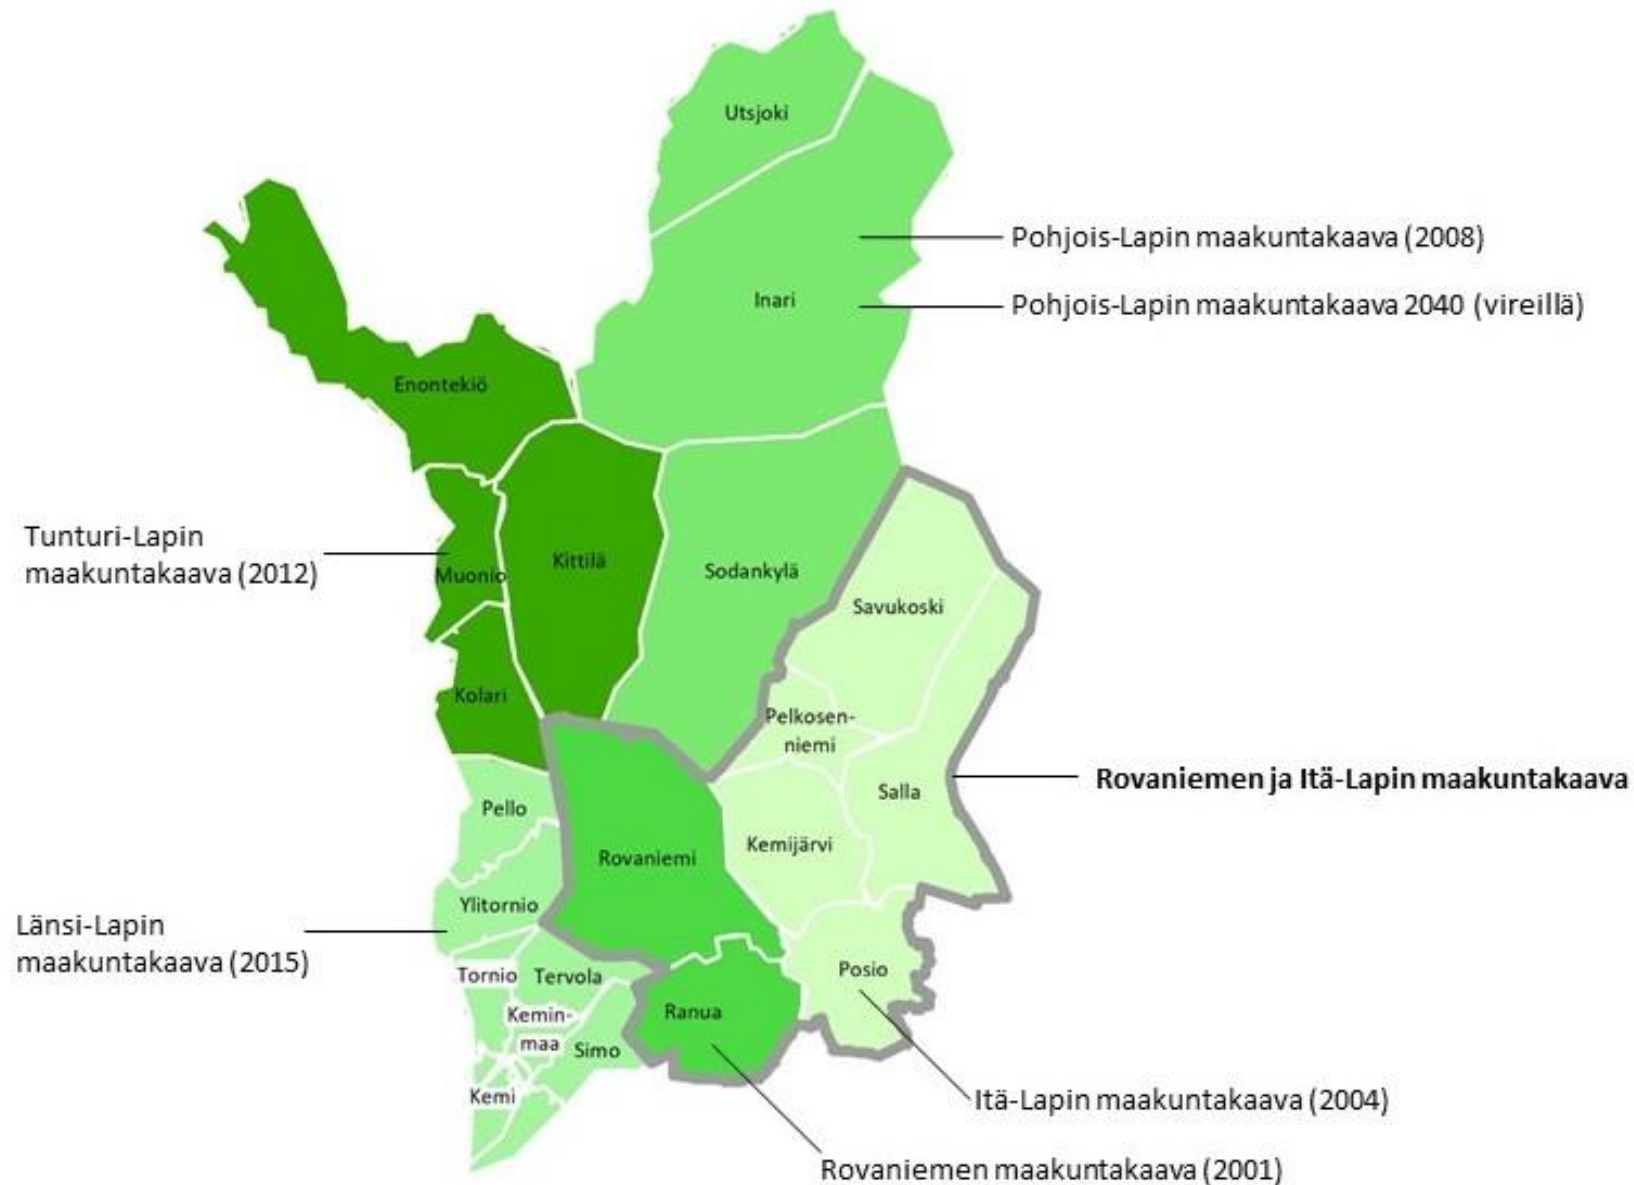 Utsjoki
Pohjois-Lapin maakuntakaava (2008)
Inari
Pohjois-Lapin maakuntakaava 2040 (vireillä)
Enontekiö
Tunturi-Lapin
maakuntakaava (2012)
Muonio
Kittilä
Sodankylä
Savukoski
Kolari
Pelkosen-
niemi
Salla
Rovaniemen ja Itä-Lapin maakuntakaava
Pello
Rovaniemi
Kemijärvi
Ylitornio
Länsi-Lapin
maakuntakaava (2015)
Tornio
Tervola
Posio
Kemin-
maa
Simo
Ranua
Kemi
Itä-Lapin maakuntakaava (2004)
Rovaniemen maakuntakaava (2001)